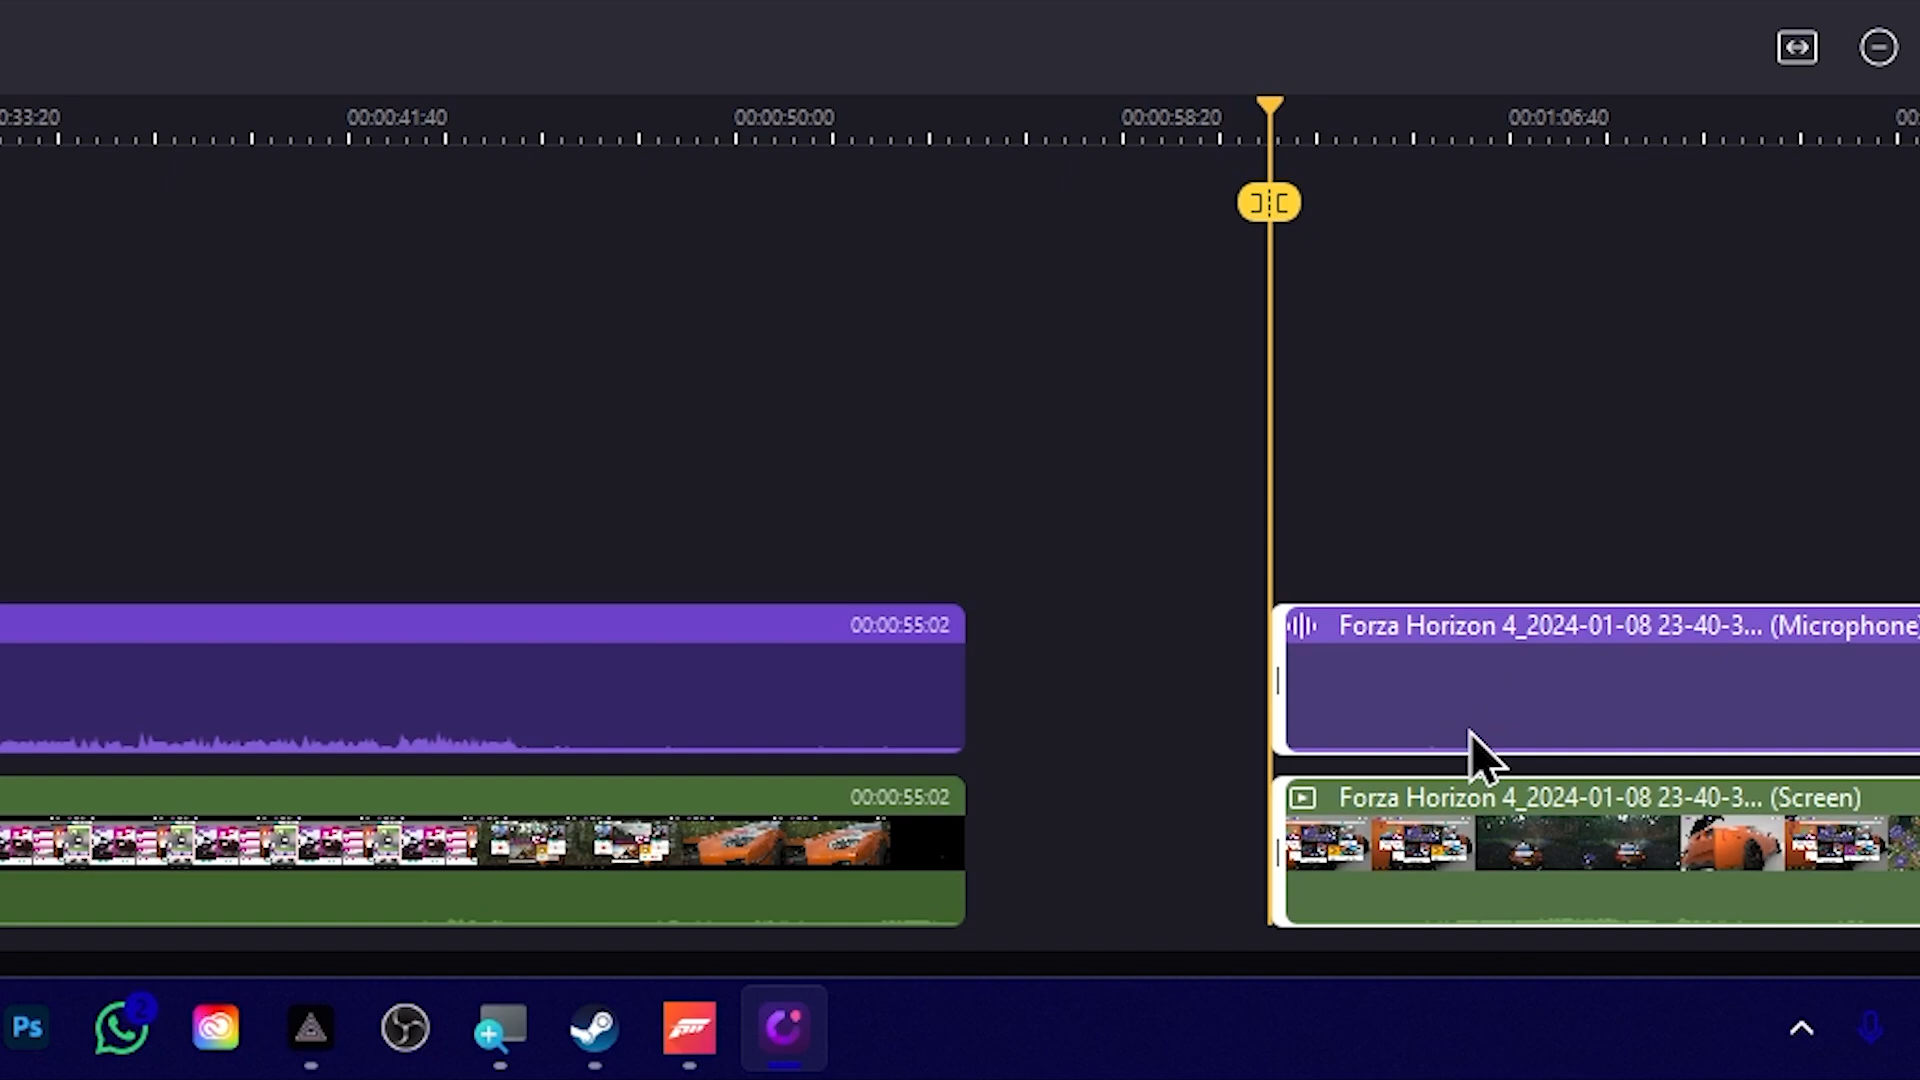 0:33:20 00:00:41:40 00:00:50:00 00:00:58:20 00:01:06:40 00:
00:00:55:02
Forza Horizon 4_2024-01-08 23-40-3... (Microphone)
00:00:55:02
Forza Horizon 4_2024-01-08 23-40-3... (Screen)
Ps
2